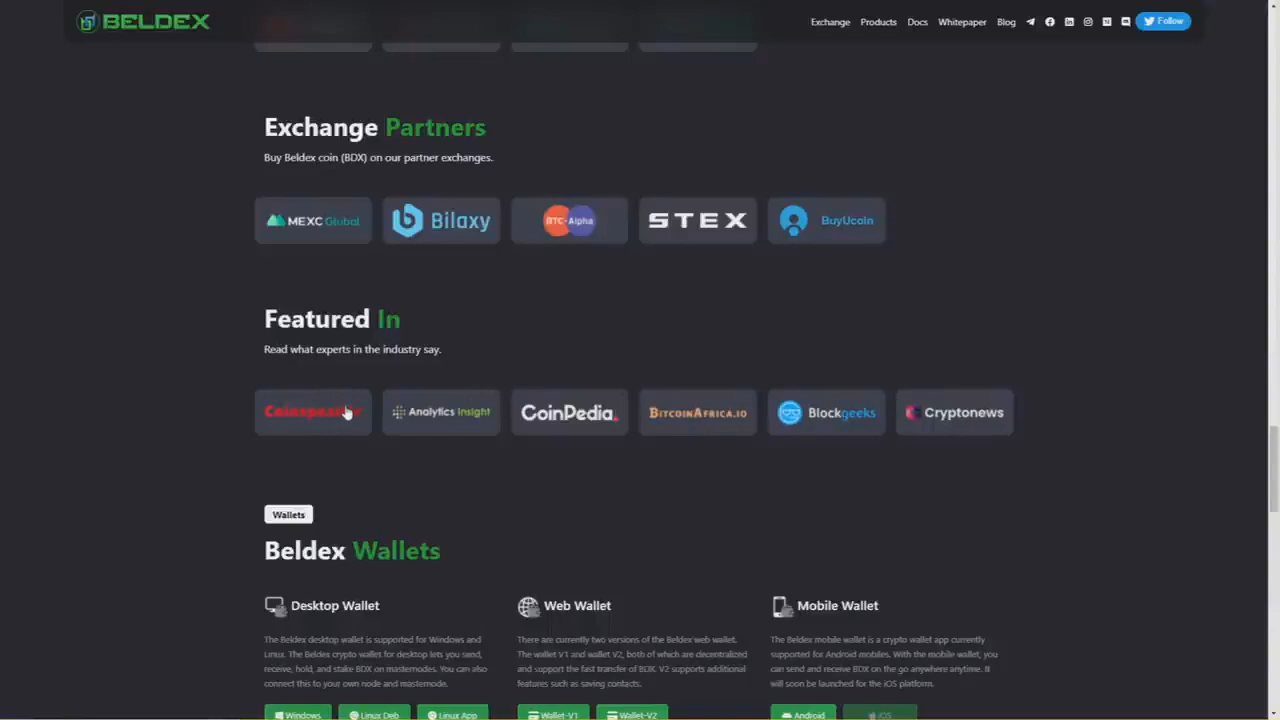 BELDEX
Exchange Products Docs Whitepaper Blog Follow
Exchange Partners
Buy Beldex coin (BDX) on our partner exchanges.
MEXC Global Bilaxy BTC-Alpha STEX BuyUcoin
Featured In
Read what experts in the industry say.
Coinspeaker Analytics Insight CoinPedia. BITCOINAFRICA.IO Blockgeeks Cryptonews
Wallets
Beldex Wallets
Desktop Wallet
The Beldex desktop wallet is supported for Windows and
Linux. The Beldex crypto wallet for desktop lets you send,
receive, hold, and stake BDX on masternodes. You can also
connect this to your own node and masternode.
Windows Linux Deb Linux App
Web Wallet
There are currently two versions of the Beldex web wallet.
The wallet V1 and wallet V2, both of which are decentralized
and support the fast transfer of BDX. V2 supports additional
features such as saving contacts.
Wallet-V1 Wallet-V2
Mobile Wallet
The Beldex mobile wallet is a crypto wallet app currently
supported for Android mobiles. With the mobile wallet, you
can send and receive BDX on the go anywhere anytime. It
will soon be launched for the iOS platform.
Android iOS